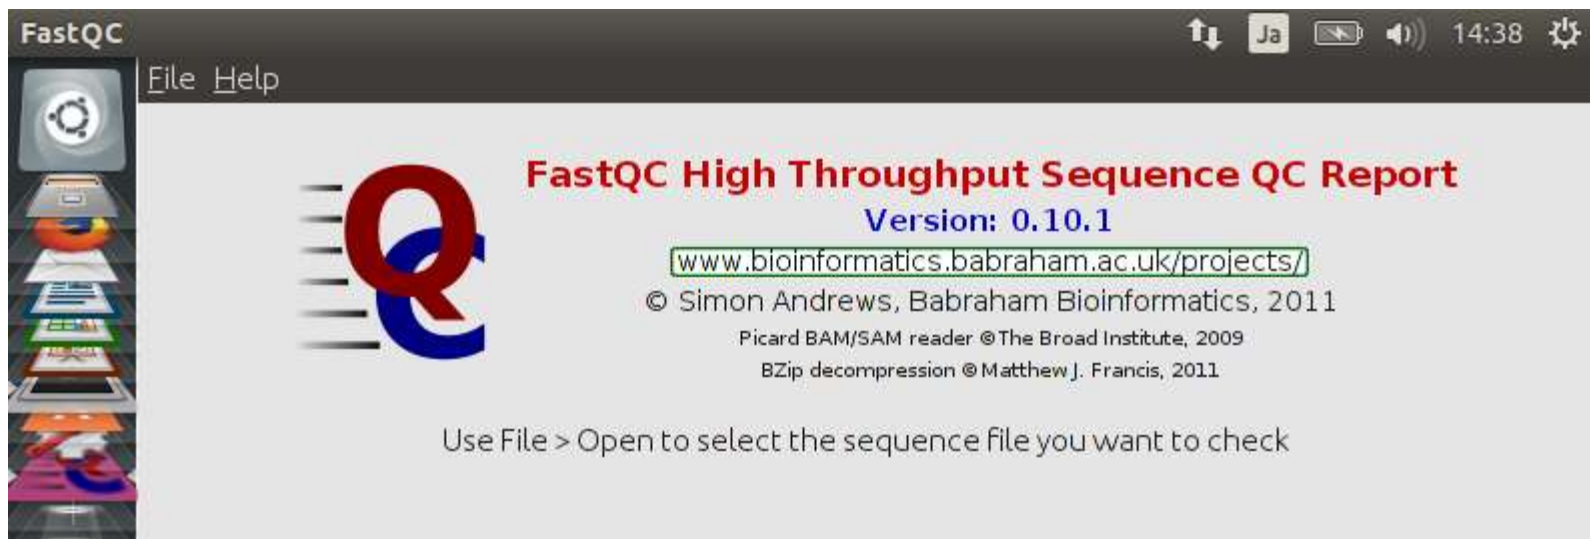 FastQC
Ja 14:38
File Help
QC
FastQC High Throughput Sequence QC Report
Version: 0.10.1
www.bioinformatics.babraham.ac.uk/projects/
© Simon Andrews, Babraham Bioinformatics, 2011
Picard BAM/SAM reader ©The Broad Institute, 2009
BZip decompression ©Matthew J. Francis, 2011
Use File > Open to select the sequence file you want to check